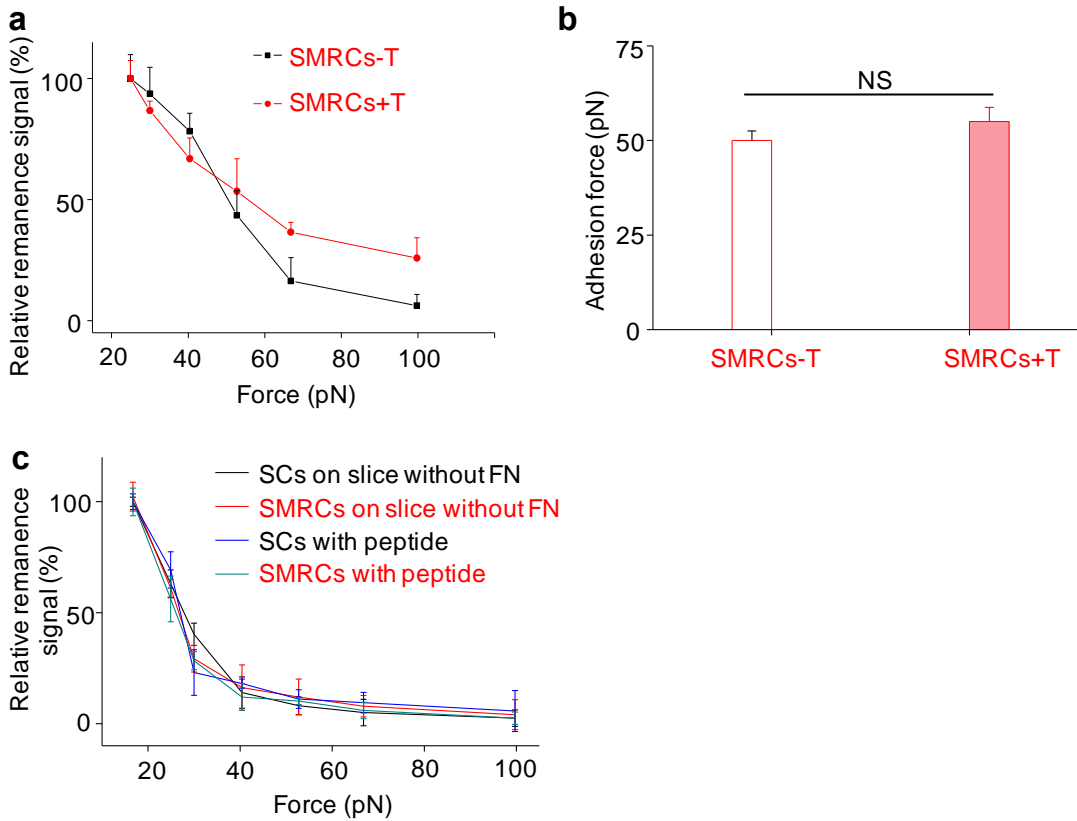 a
Relative remanence signal (%)
100
50
0
SMRCs-T
SMRCs+T
20 40 60 80 100
Force (pN)
b
Adhesion force (pN)
75
50
25
0
NS
SMRCs-T SMRCs+T
c
Relative remanence
signal (%)
100
50
0
SCs on slice without FN
SMRCs on slice without FN
SCs with peptide
SMRCs with peptide
20 40 60 80 100
Force (pN)